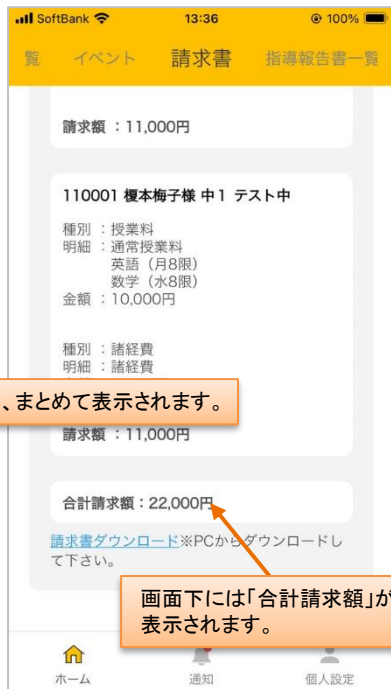 SoftBank 13:36 100%
覧 イベント 請求書 指導報告書一覧
請求額 ：11,000円
110001 榎本梅子様 中1 テスト中
種別 ：授業料
明細 ：通常授業料
英語（月8限）
数学（水8限）
金額 ：10,000円
種別 ：諸経費
明細 ：諸経費
、まとめて表示されます。
請求額 ：11,000円
合計請求額：22,000円
請求書ダウンロード※PCからダウンロードし
て下さい。
画面下には「合計請求額」が
表示されます。
ホーム 通知 個人設定